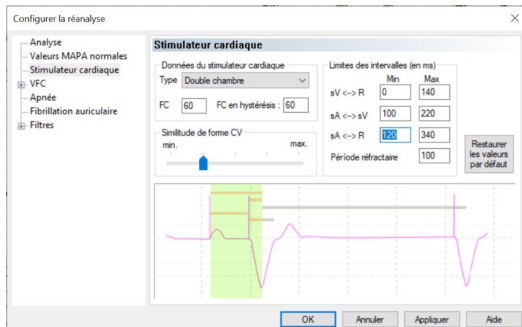 Configurer la réanalyse
Analyse
Valeurs MAPA normales
Stimulateur cardiaque
VFC
Apnée
Fibrillation auriculaire
Filtres
Stimulateur cardiaque
Données du stimulateur cardiaque
Type Double chambre
FC 60 FC en hystérésis : 60
Similitude de forme CV
min. max.
Limites des intervalles (en ms)
Min Max
sV <--> R 0 140
sA <--> sV 100 220
sA <--> R 120 340
Période réfractaire 100
Restaurer
les valeurs
par défaut
OK Annuler Appliquer Aide